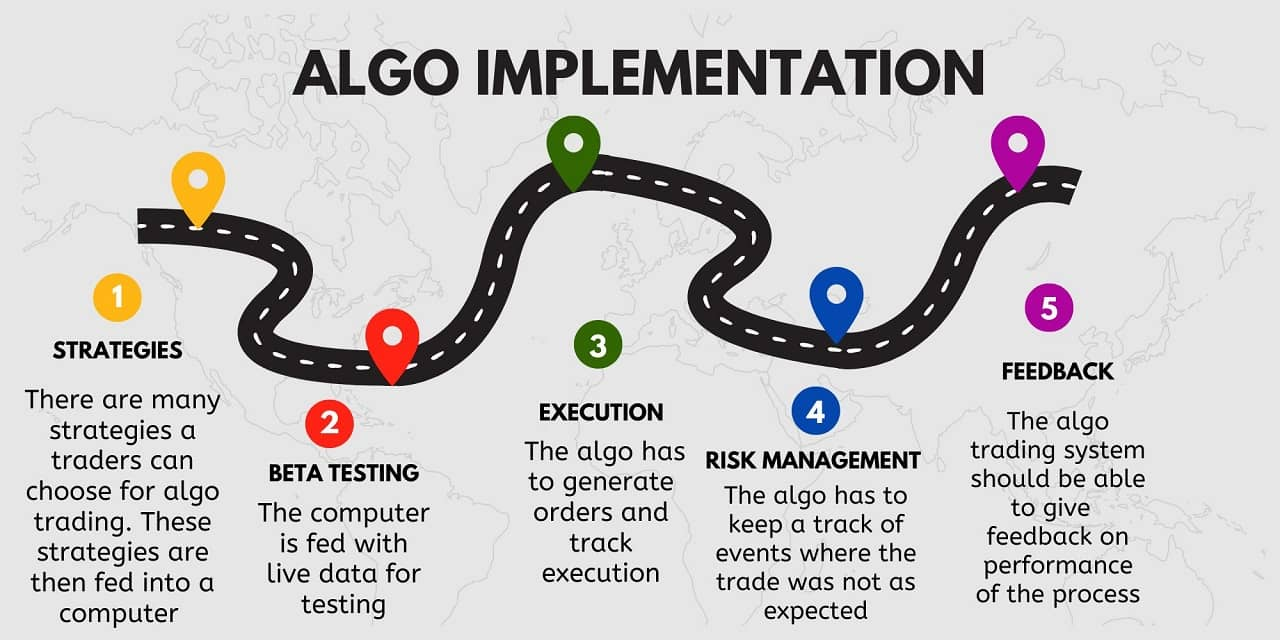 ALGO IMPLEMENTATION
1
STRATEGIES
There are many
strategies a
traders can
choose for algo
trading. These
strategies are
then fed into a
computer
2
BETA TESTING
The computer
is fed with
live data for
testing
3
EXECUTION
The algo has
to generate
orders and
track
execution
4
RISK MANAGEMENT
The algo has to
keep a track of
events where the
trade was not as
expected
5
FEEDBACK
The algo
trading system
should be able
to give
feedback on
performance
of the process